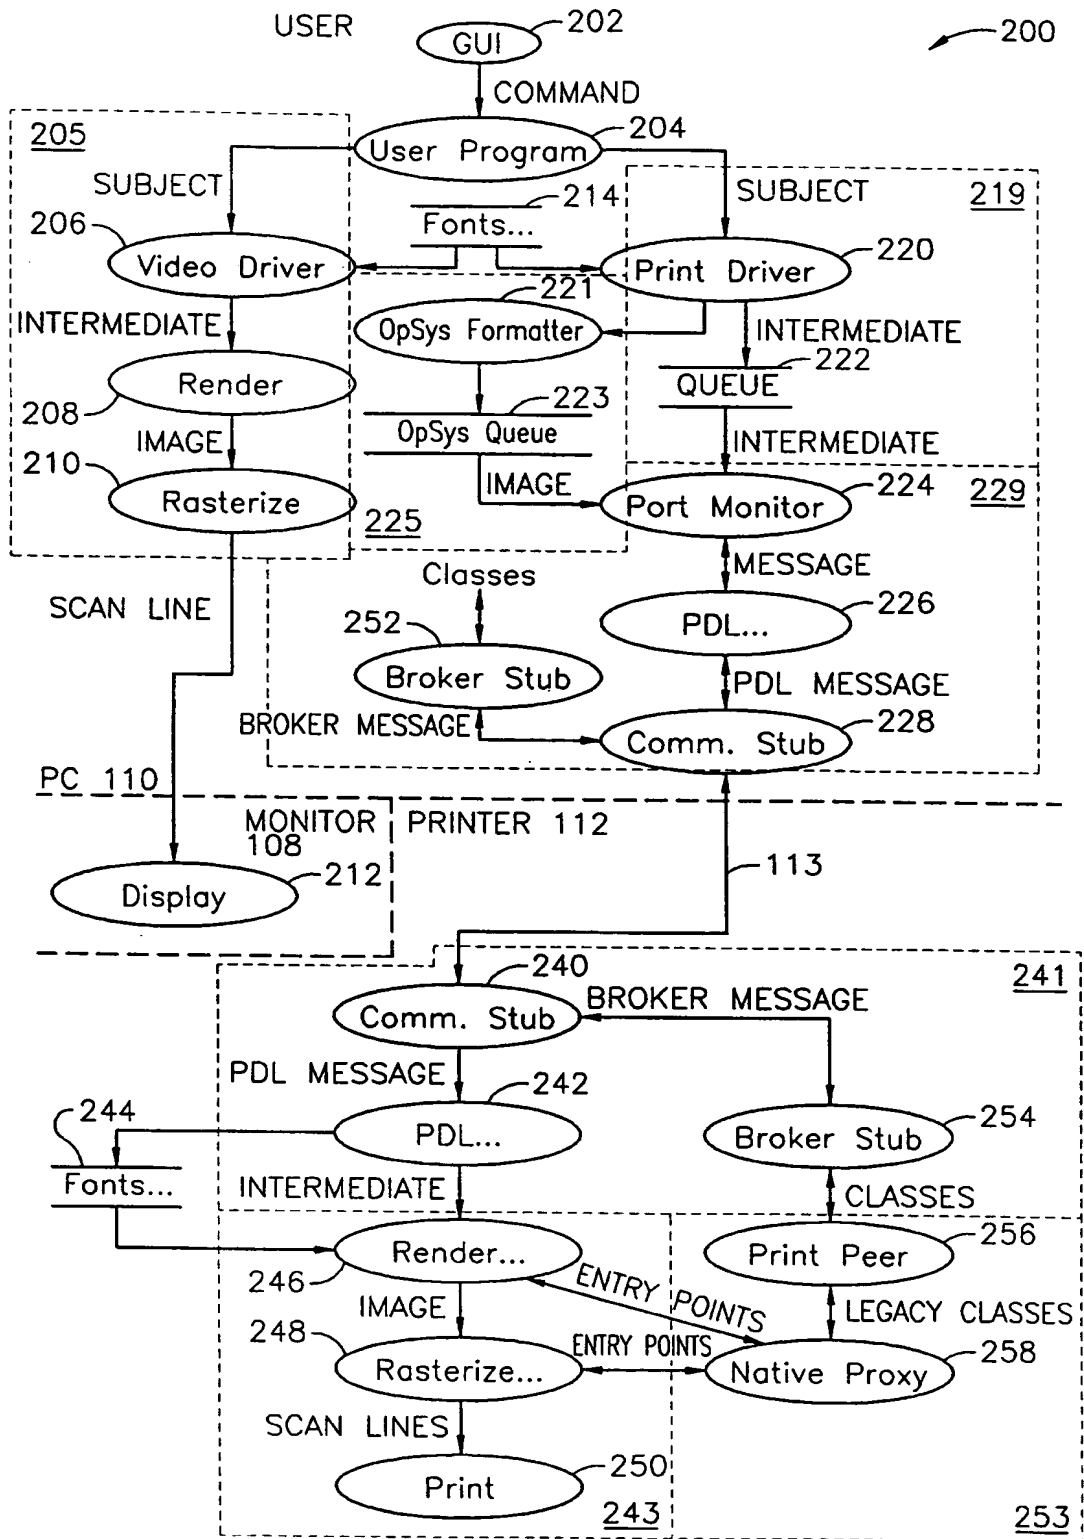 USER
202
GUI
200
COMMAND
205
204
User Program
SUBJECT
214
SUBJECT
219
206
Fonts...
220
Video Driver
Print Driver
221
INTERMEDIATE
OpSys Formatter
INTERMEDIATE
222
Render
QUEUE
208
223
OpSys Queue
IMAGE
INTERMEDIATE
210
IMAGE
224
229
Rasterize
225
Port Monitor
Classes
MESSAGE
SCAN LINE
226
252
PDL...
Broker Stub
PDL MESSAGE
BROKER MESSAGE
228
Comm. Stub
PC 110
MONITOR
108
PRINTER 112
113
212
Display
240
241
BROKER MESSAGE
Comm. Stub
PDL MESSAGE
242
244
254
PDL...
Broker Stub
Fonts...
INTERMEDIATE
CLASSES
256
Render...
Print Peer
246
ENTRY POINTS
IMAGE
LEGACY CLASSES
248
ENTRY POINTS
Rasterize...
Native Proxy
258
SCAN LINES
250
Print
243
253